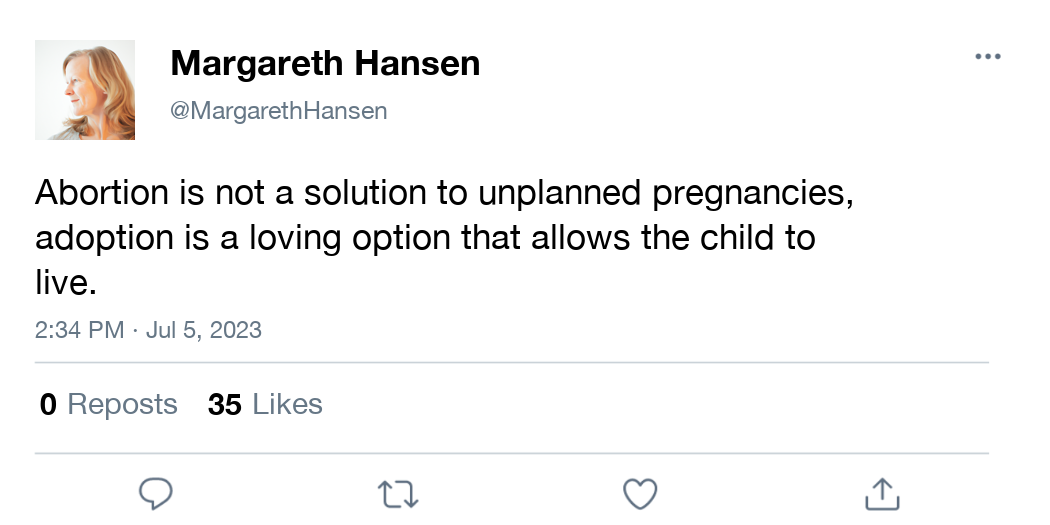 Margareth Hansen
@MargarethHansen
Abortion is not a solution to unplanned pregnancies,
adoption is a loving option that allows the child to
live.
2:34 PM · Jul 5, 2023
0 Reposts 35 Likes